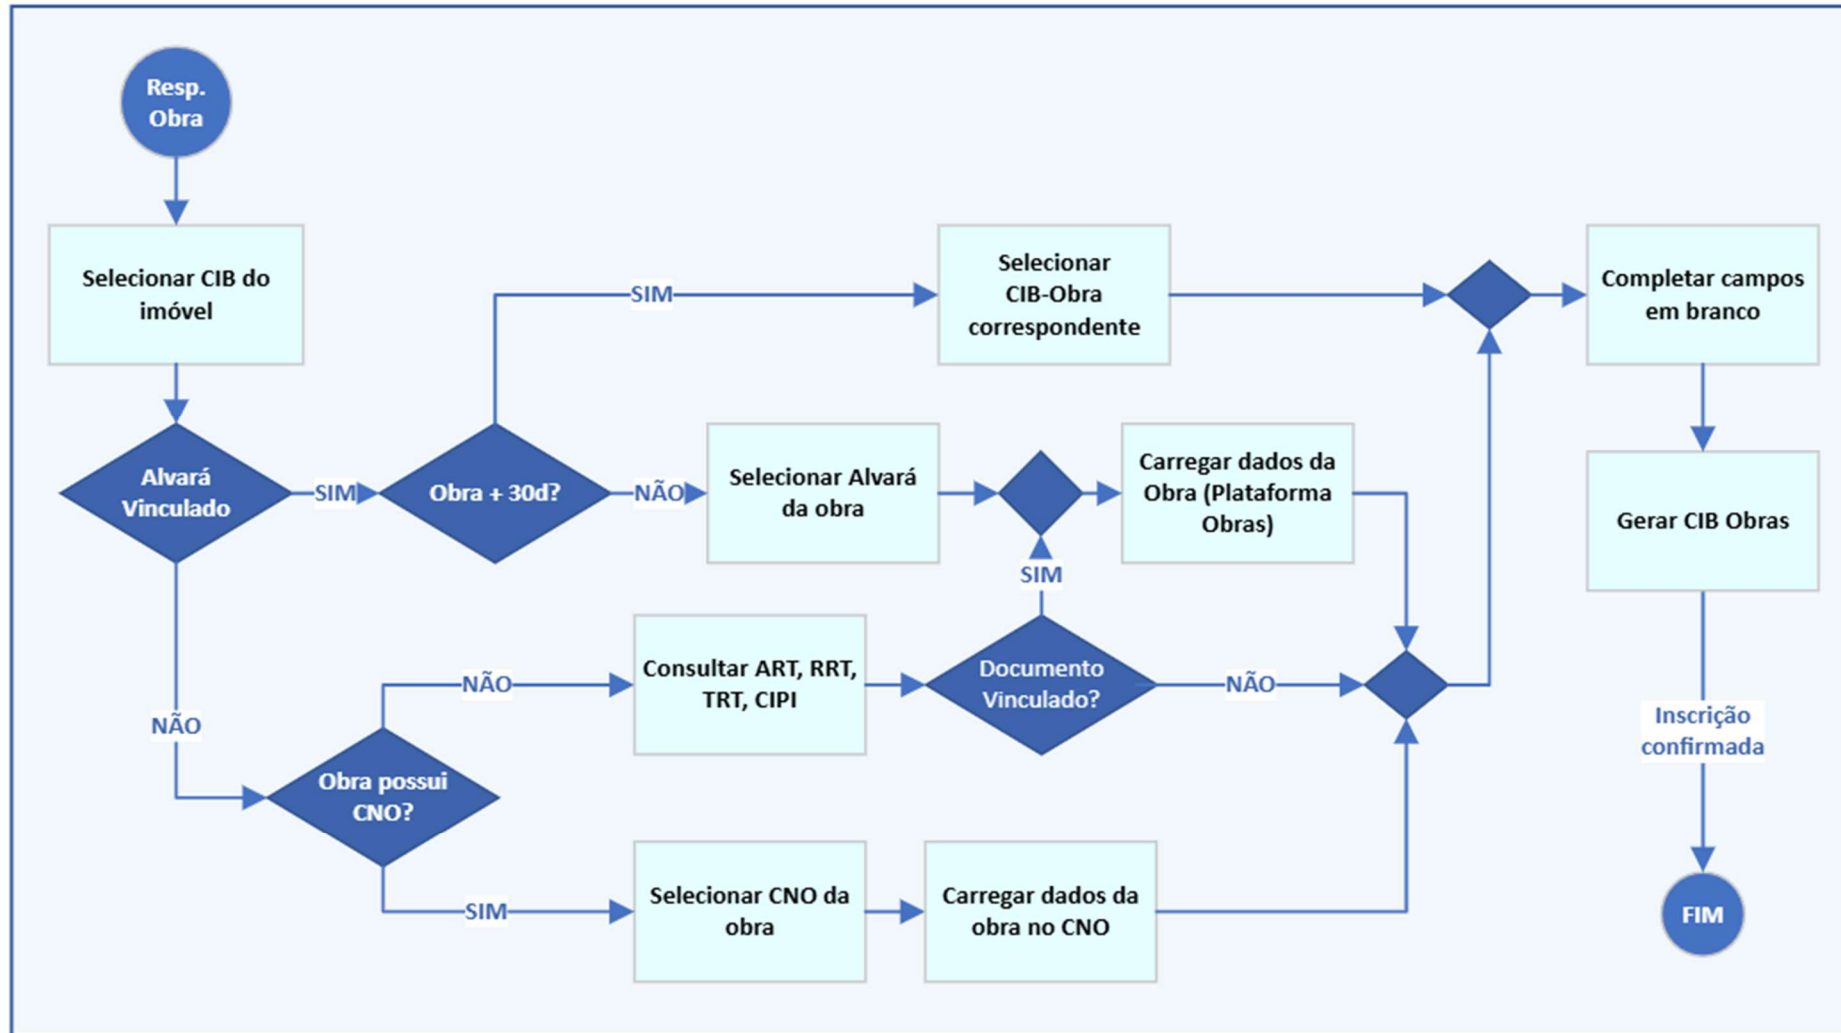 Resp.
Obra
Selecionar CIB do
imóvel
Selecionar
CIB-Obra
correspondente
Completar campos
em branco
SIM
Alvará
Vinculado
SIM
Obra + 30d?
NÃO
Selecionar Alvará
da obra
Carregar dados da
Obra (Plataforma
Obras)
Gerar CIB Obras
SIM
Consultar ART, RRT,
TRT, CIPI
Documento
Vinculado?
NÃO
NÃO
NÃO
Inscrição
confirmada
Obra possui
CNO?
SIM
Selecionar CNO da
obra
Carregar dados da
obra no CNO
FIM